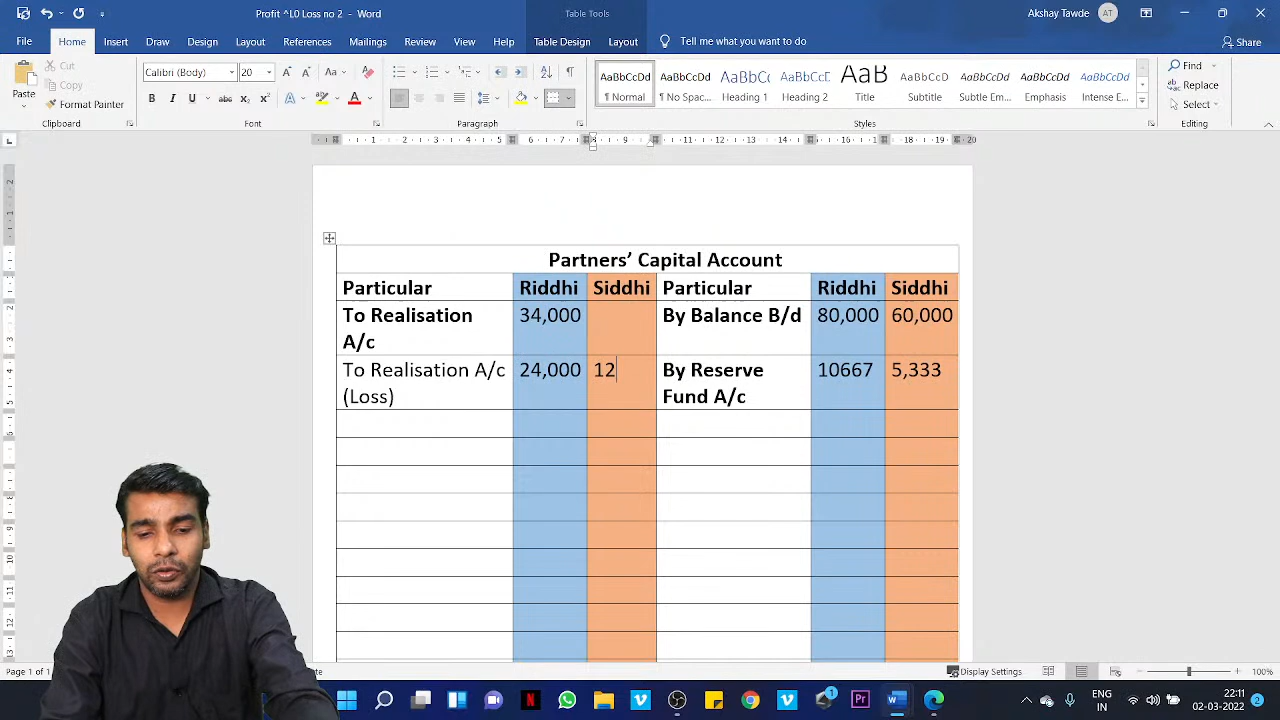 Profit ^L0 Loss no 2 - Word
Table Tools
Akshay Tawde AT
File Home Insert Draw Design Layout References Mailings Review View Help Table Design Layout Tell me what you want to do Share
Paste
Cut
Copy
Format Painter
Clipboard
Calibri (Body) 20
Font
Paragraph
AaBbCcDd AaBbCcDd AaBbCc AaBbCcD AaB AaBbCcD AaBbCcDd AaBbCcDd AaBbCcDd
¶ Normal ¶ No Spac... Heading 1 Heading 2 Title Subtitle Subtle Em... Emphasis Intense E...
Styles
Find
Replace
Select
Editing
Partners’ Capital Account
Particular Riddhi Siddhi Particular Riddhi Siddhi
To Realisation A/c 34,000 By Balance B/d 80,000 60,000
To Realisation A/c (Loss) 24,000 12 By Reserve Fund A/c 10667 5,333
Page 1 of 1
Display Settings
100%
ENG
IN
22:11
02-03-2022